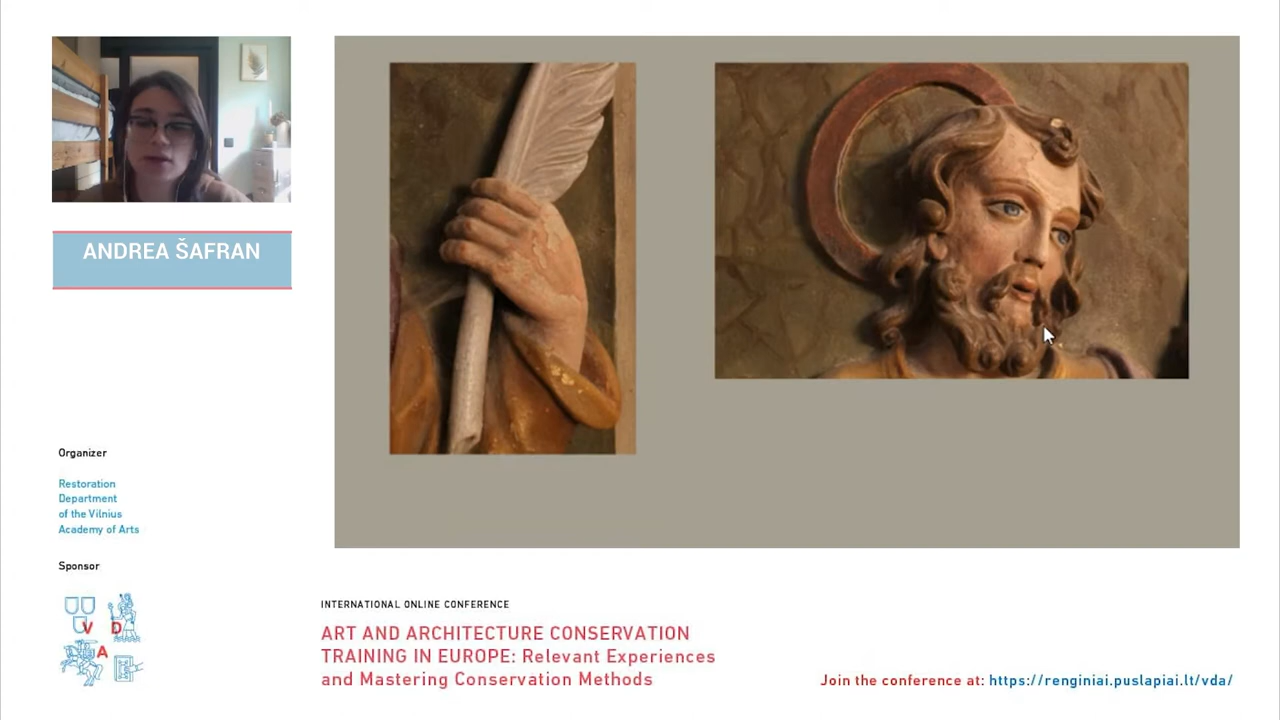 ANDREA ŠAFRAN
Organizer
Restoration
Department
of the Vilnius
Academy of Arts
Sponsor
V D
A
INTERNATIONAL ONLINE CONFERENCE
ART AND ARCHITECTURE CONSERVATION
TRAINING IN EUROPE: Relevant Experiences
and Mastering Conservation Methods
Join the conference at: https://renginiai.puslapiai.lt/vda/